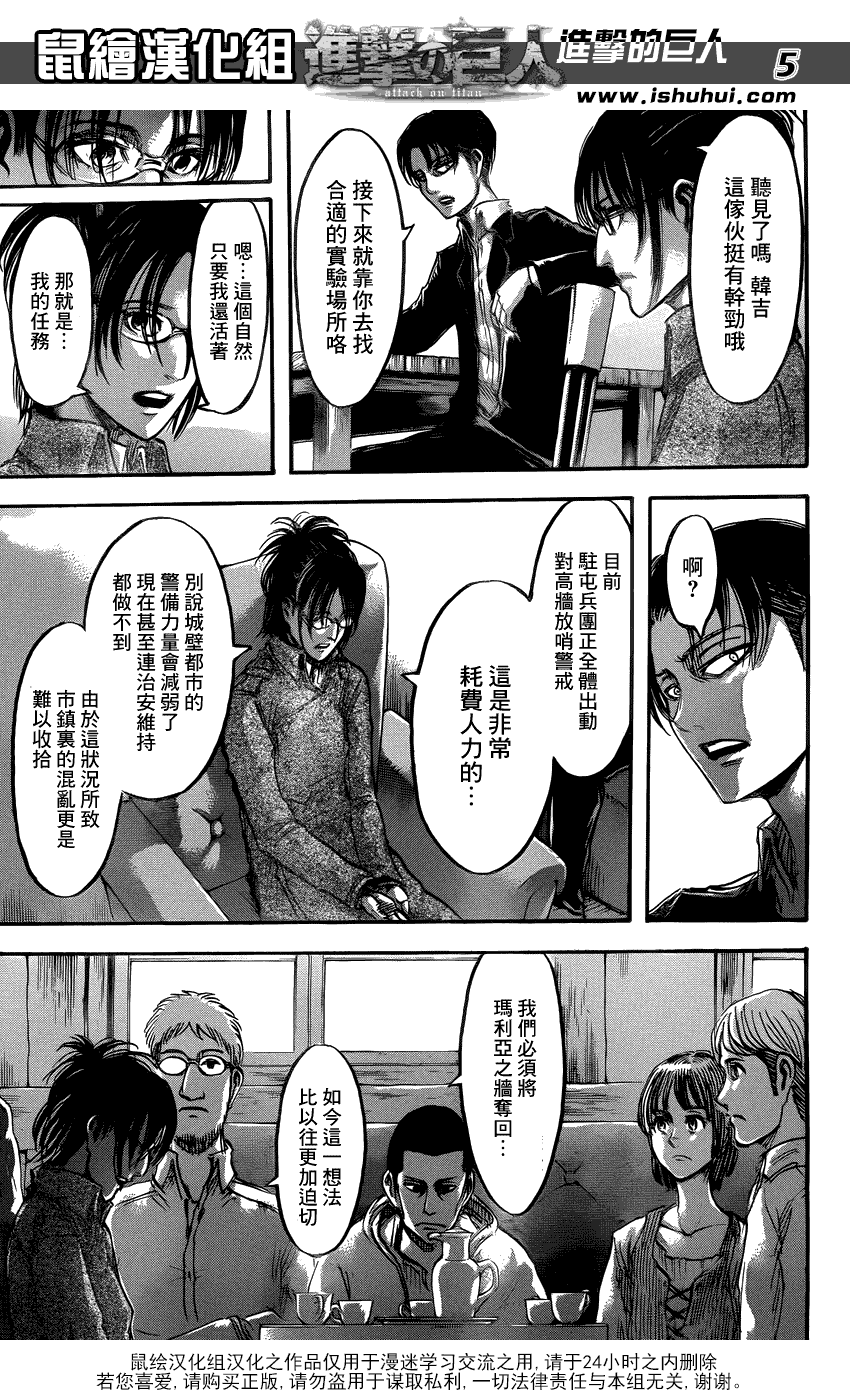 鼠繪漢化組
進撃の巨人
attack on titan
進擊的巨人
5
www.ishuhui.com
聽見了嗎 韓吉
這傢伙挺有幹勁哦
接下來就靠你去找
合適的實驗場所咯
嗯…這個自然
只要我還活著
那就是…
我的任務
啊?
目前
駐屯兵團正全體出動
對高牆放哨警戒
這是非常
耗費人力的…
別說城壁都市的
警備力量會減弱了
現在甚至連治安維持
都做不到
由於這狀況所致
市鎮裏的混亂更是
難以收拾
我們必須將
瑪利亞之牆奪回…
如今這一想法
比以往更加迫切
鼠绘汉化组汉化之作品仅用于漫迷学习交流之用, 请于24小时之内删除
若您喜爱, 请购买正版, 请勿用于谋取私利, 一切法律责任与本组无关, 谢谢。